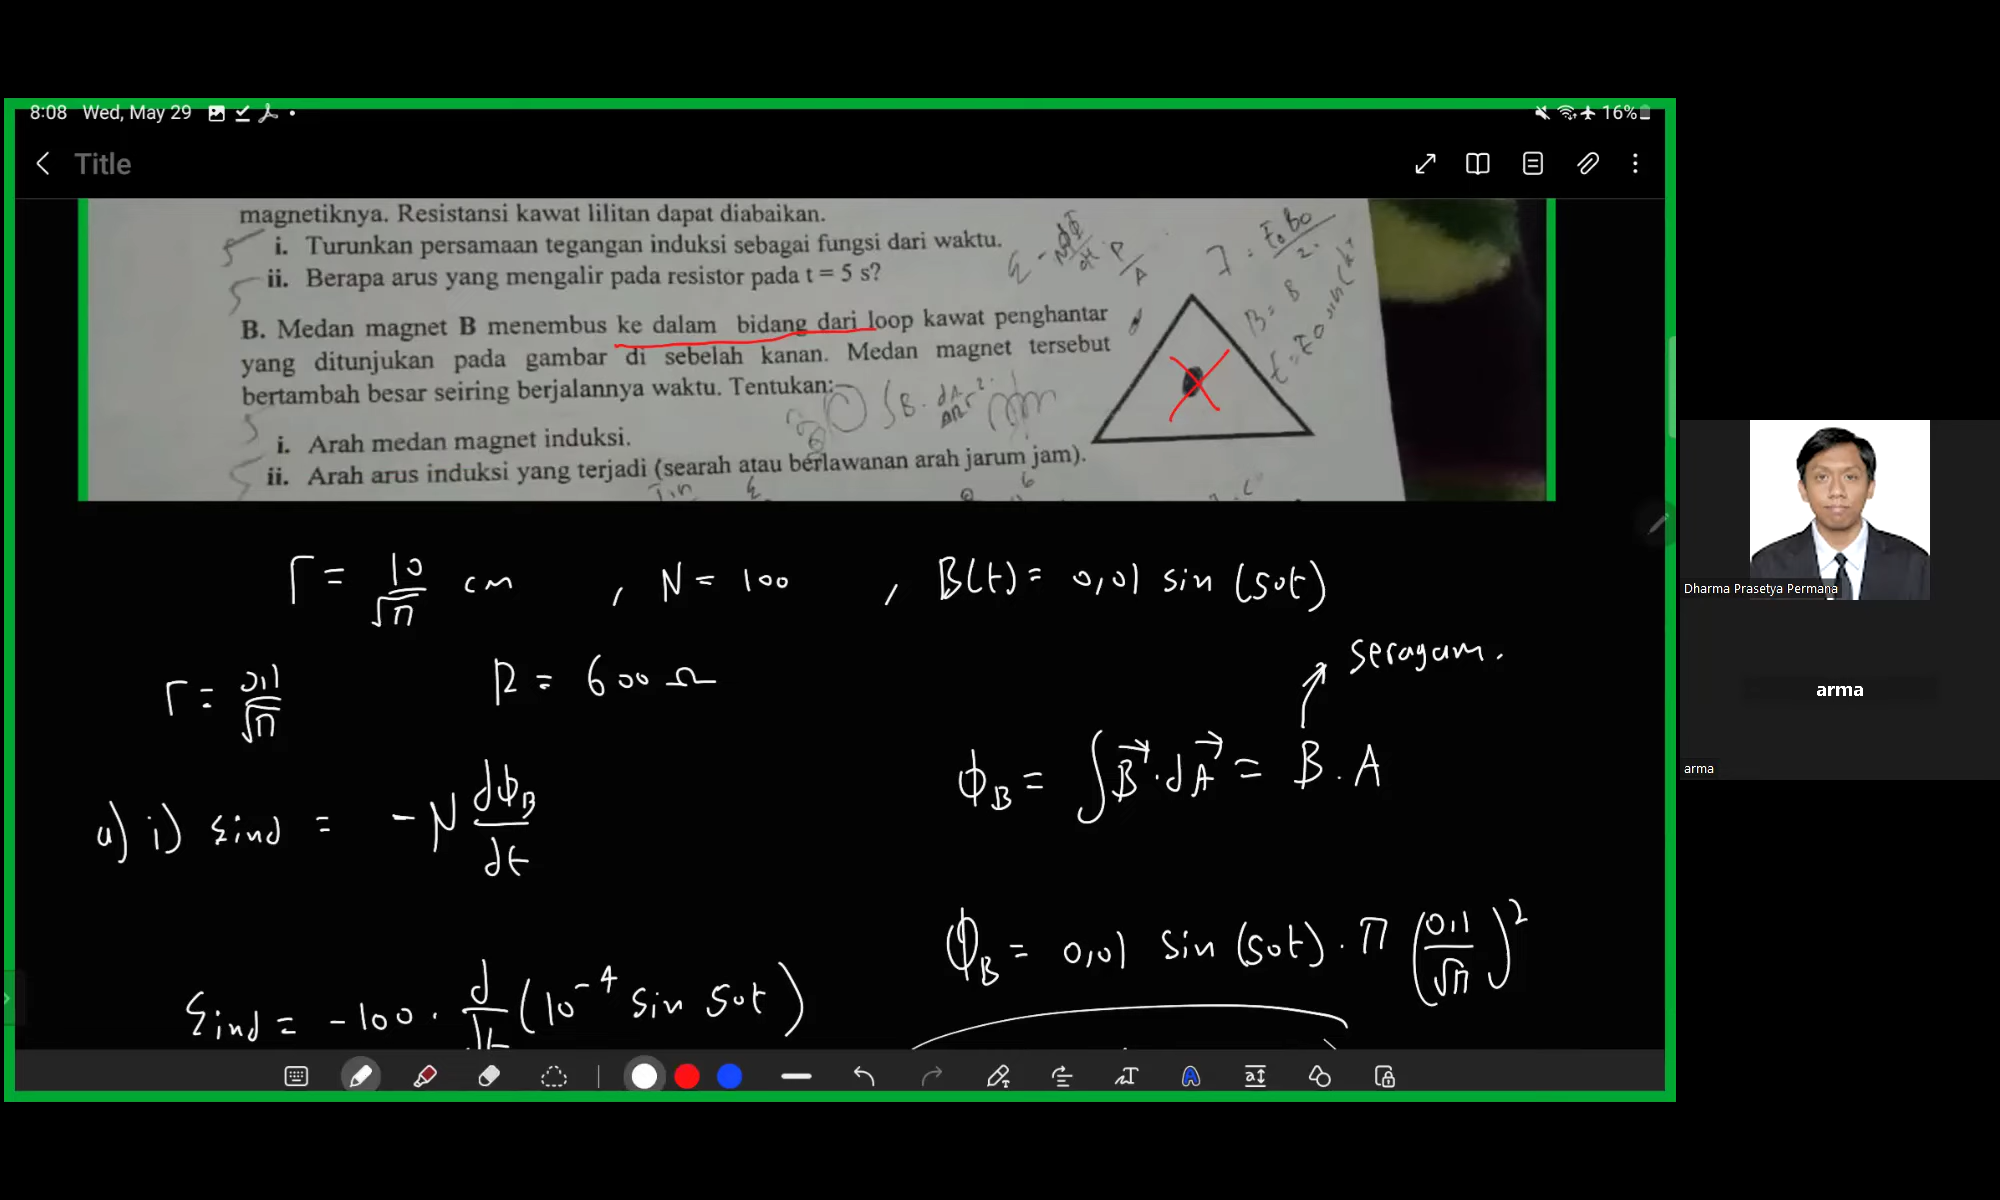 8:08 Wed, May 29
16%
Title
magnetiknya. Resistansi kawat lilitan dapat diabaikan.
i. Turunkan persamaan tegangan induksi sebagai fungsi dari waktu.
ii. Berapa arus yang mengalir pada resistor pada t = 5 s?
B. Medan magnet B menembus ke dalam bidang dari loop kawat penghantar
yang ditunjukan pada gambar di sebelah kanan. Medan magnet tersebut
bertambah besar seiring berjalannya waktu. Tentukan:
i. Arah medan magnet induksi.
ii. Arah arus induksi yang terjadi (searah atau berlawanan arah jarum jam).
r = 10/√π cm , N = 100 , B(t) = 0,01 sin (50t)
seragam.
r = 0,1/√π R = 600 Ω
ΦB = ∫B⃗·dA⃗ = B . A
a) i) εind = -N dΦB/dt
ΦB = 0,01 sin (50t) . π (0,1/√π)²
εind = -100 . d/dt (10⁻⁴ sin 50t)
Dharma Prasetya Permana
arma
arma